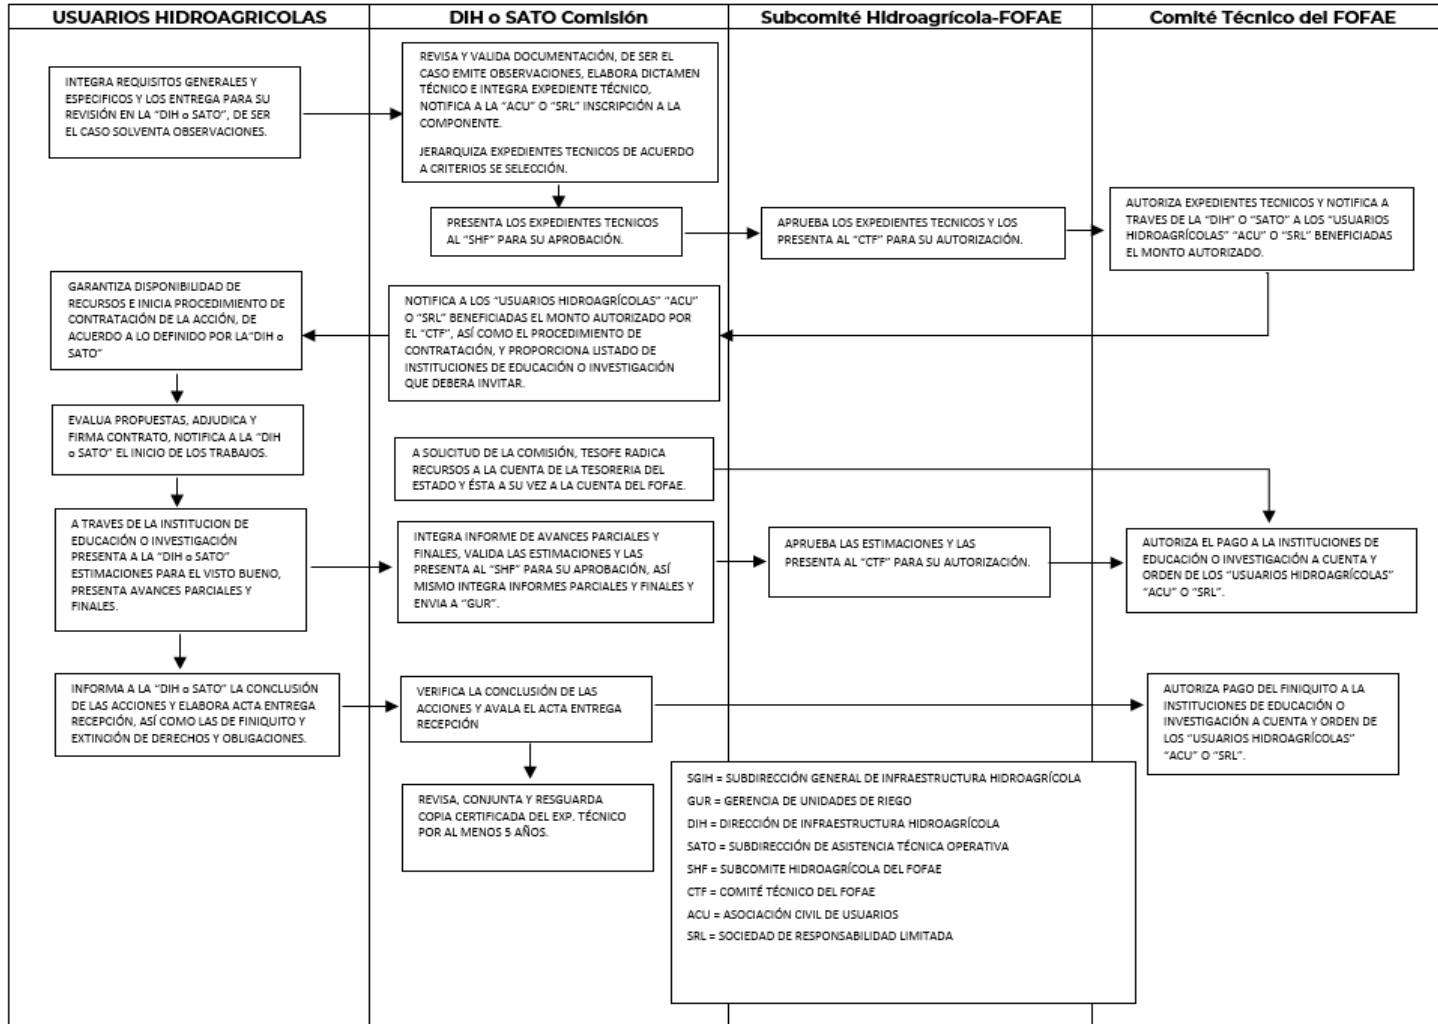 USUARIOS HIDROAGRICOLAS
DIH o SATO Comisión
Subcomité Hidroagrícola-FOFAE
Comité Técnico del FOFAE
INTEGRA REQUISITOS GENERALES Y
ESPECIFICOS Y LOS ENTREGA PARA SU
REVISIÓN EN LA “DIH o SATO”, DE SER
EL CASO SOLVENTA OBSERVACIONES.
REVISA Y VALIDA DOCUMENTACIÓN, DE SER EL
CASO EMITE OBSERVACIONES, ELABORA DICTAMEN
TÉCNICO E INTEGRA EXPEDIENTE TÉCNICO,
NOTIFICA A LA “ACU” O “SRL” INSCRIPCIÓN A LA
COMPONENTE.
JERARQUIZA EXPEDIENTES TECNICOS DE ACUERDO
A CRITERIOS SE SELECCIÓN.
PRESENTA LOS EXPEDIENTES TECNICOS
AL “SHF” PARA SU APROBACIÓN.
APRUEBA LOS EXPEDIENTES TECNICOS Y LOS
PRESENTA AL “CTF” PARA SU AUTORIZACIÓN.
AUTORIZA EXPEDIENTES TECNICOS Y NOTIFICA A
TRAVES DE LA “DIH” O “SATO” A LOS “USUARIOS
HIDROAGRÍCOLAS” “ACU” O “SRL” BENEFICIADAS
EL MONTO AUTORIZADO.
GARANTIZA DISPONIBILIDAD DE
RECURSOS E INICIA PROCEDIMIENTO DE
CONTRATACIÓN DE LA ACCIÓN, DE
ACUERDO A LO DEFINIDO POR LA“DIH o
SATO”
NOTIFICA A LOS “USUARIOS HIDROAGRÍCOLAS” “ACU”
O “SRL” BENEFICIADAS EL MONTO AUTORIZADO POR
EL “CTF”, ASÍ COMO EL PROCEDIMIENTO DE
CONTRATACIÓN, Y PROPORCIONA LISTADO DE
INSTITUCIONES DE EDUCACIÓN O INVESTIGACIÓN
QUE DEBERA INVITAR.
EVALUA PROPUESTAS, ADJUDICA Y
FIRMA CONTRATO, NOTIFICA A LA “DIH
o SATO” EL INICIO DE LOS TRABAJOS.
A SOLICITUD DE LA COMISIÓN, TESOFE RADICA
RECURSOS A LA CUENTA DE LA TESORERIA DEL
ESTADO Y ÉSTA A SU VEZ A LA CUENTA DEL FOFAE.
A TRAVES DE LA INSTITUCION DE
EDUCACIÓN O INVESTIGACIÓN
PRESENTA A LA “DIH o SATO”
ESTIMACIONES PARA EL VISTO BUENO,
PRESENTA AVANCES PARCIALES Y
FINALES.
INTEGRA INFORME DE AVANCES PARCIALES Y
FINALES, VALIDA LAS ESTIMACIONES Y LAS
PRESENTA AL “SHF” PARA SU APROBACIÓN, ASÍ
MISMO INTEGRA INFORMES PARCIALES Y FINALES Y
ENVIA A “GUR”.
APRUEBA LAS ESTIMACIONES Y LAS
PRESENTA AL “CTF” PARA SU AUTORIZACIÓN.
AUTORIZA EL PAGO A LA INSTITUCIONES DE
EDUCACIÓN O INVESTIGACIÓN A CUENTA Y
ORDEN DE LOS “USUARIOS HIDROAGRÍCOLAS”
“ACU” O “SRL”.
INFORMA A LA “DIH o SATO” LA CONCLUSIÓN
DE LAS ACCIONES Y ELABORA ACTA ENTREGA
RECEPCIÓN, ASÍ COMO LAS DE FINIQUITO Y
EXTINCIÓN DE DERECHOS Y OBLIGACIONES.
VERIFICA LA CONCLUSIÓN DE LAS
ACCIONES Y AVALA EL ACTA ENTREGA
RECEPCIÓN
AUTORIZA PAGO DEL FINIQUITO A LA
INSTITUCIONES DE EDUCACIÓN O
INVESTIGACIÓN A CUENTA Y ORDEN DE
LOS “USUARIOS HIDROAGRÍCOLAS”
“ACU” O “SRL”.
REVISA, CONJUNTA Y RESGUARDA
COPIA CERTIFICADA DEL EXP. TÉCNICO
POR AL MENOS 5 AÑOS.
SGIH = SUBDIRECCIÓN GENERAL DE INFRAESTRUCTURA HIDROAGRÍCOLA
GUR = GERENCIA DE UNIDADES DE RIEGO
DIH = DIRECCIÓN DE INFRAESTRUCTURA HIDROAGRÍCOLA
SATO = SUBDIRECCIÓN DE ASISTENCIA TÉCNICA OPERATIVA
SHF = SUBCOMITE HIDROAGRÍCOLA DEL FOFAE
CTF = COMITÉ TÉCNICO DEL FOFAE
ACU = ASOCIACIÓN CIVIL DE USUARIOS
SRL = SOCIEDAD DE RESPONSABILIDAD LIMITADA